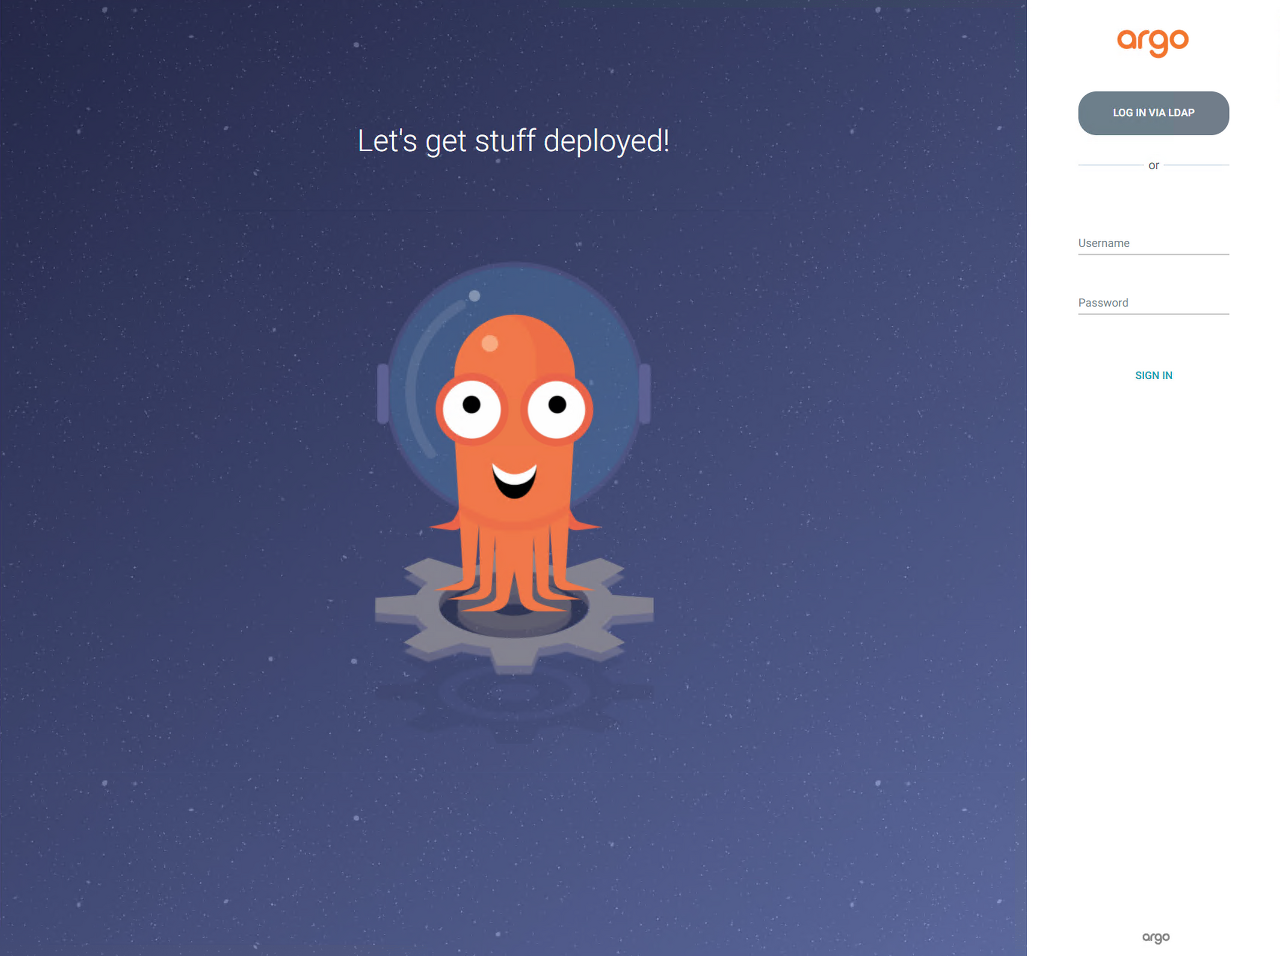 Let's get stuff deployed!
argo
LOG IN VIA LDAP
or
Username
Password
SIGN IN
argo